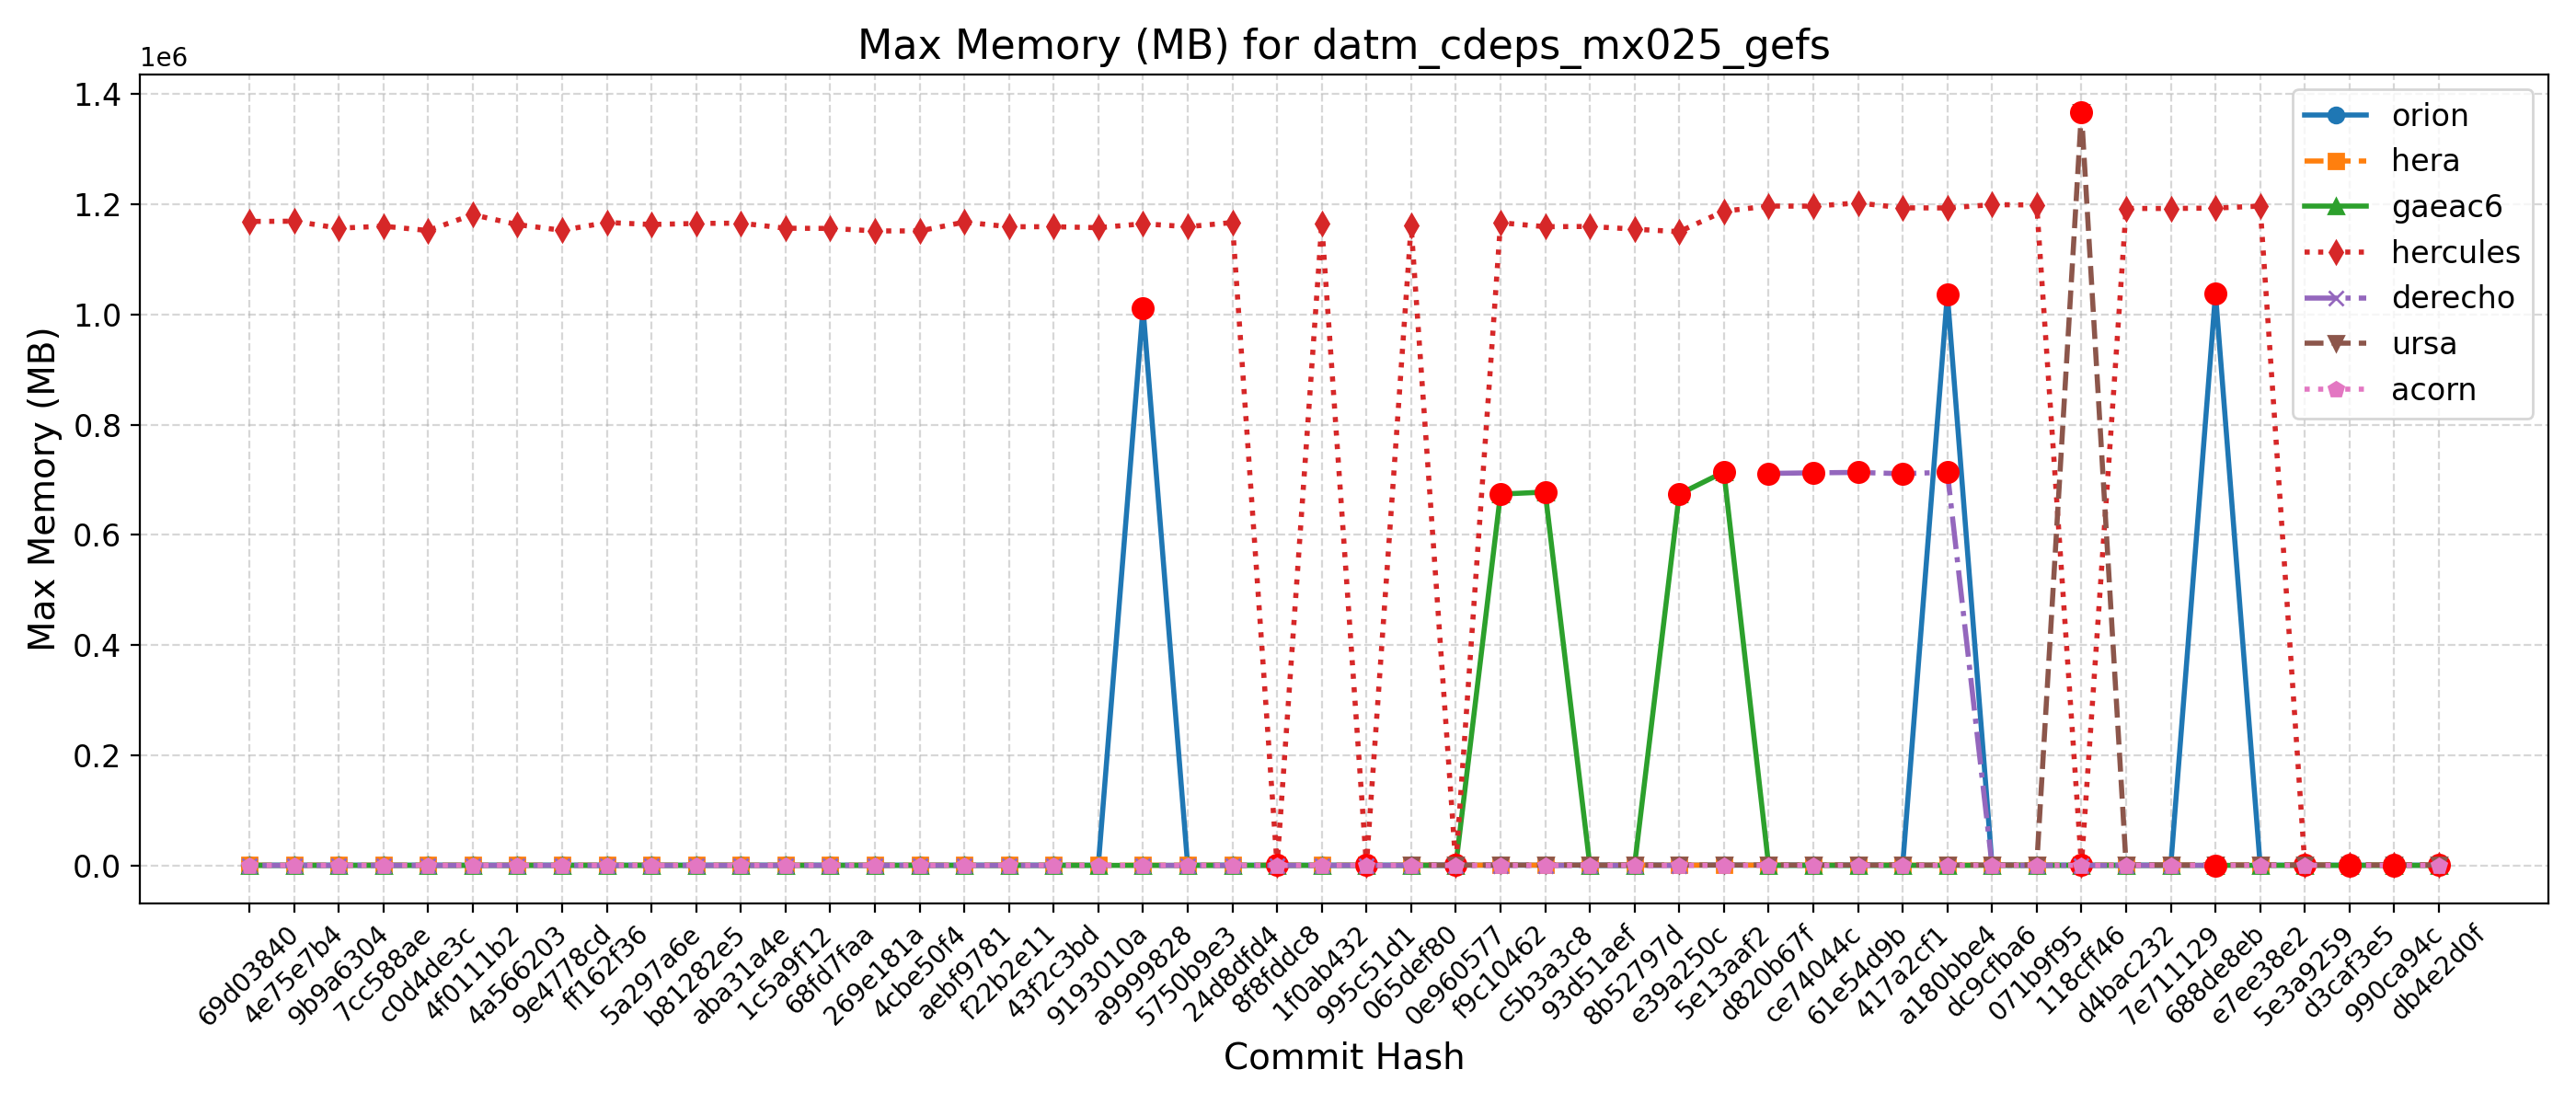 Max Memory (MB) for datm_cdeps_mx025_gefs
1e6
1.4
1.2
1.0
0.8
0.6
0.4
0.2
0.0
Max Memory (MB)
orion
hera
gaeac6
hercules
derecho
ursa
acorn
69d03840
4e75e7b4
9b9a6304
7cc588ae
c0d4de3c
4f0111b2
4a566203
9e4778cd
ff162f36
5a297a6e
b81282e5
aba31a4e
1c5a9f12
68fd7faa
269e181a
4cbe50f4
aebf9781
f22b2e11
43f2c3bd
9193010a
a9999828
5750b9e3
24d8dfd4
8f8fddc8
1f0ab432
995c51d1
065def80
0e960577
f9c10462
c5b3a3c8
93d51aef
8b52797d
e39a250c
5e13aaf2
d820b67f
ce74044c
61e54d9b
417a2cf1
a180bbe4
dc9cfba6
071b9f95
118cff46
d4bac232
7e711129
688de8eb
e7ee38e2
5e3a9259
d3caf3e5
990ca94c
db4e2d0f
Commit Hash